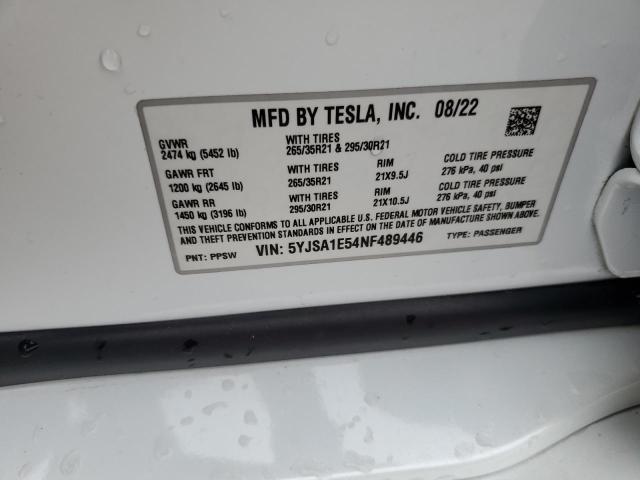 MFD BY TESLA, INC. 08/22
GVWR WITH TIRES
2474 kg (5452 lb) 265/35R21 & 295/30R21
GAWR FRT WITH TIRES RIM COLD TIRE PRESSURE
1200 kg (2645 lb) 265/35R21 21X9.5J 276 kPa, 40 psi
GAWR RR WITH TIRES RIM COLD TIRE PRESSURE
1450 kg (3196 lb) 295/30R21 21X10.5J 276 kPa, 40 psi
THIS VEHICLE CONFORMS TO ALL APPLICABLE U.S. FEDERAL MOTOR VEHICLE SAFETY, BUMPER
AND THEFT PREVENTION STANDARDS IN EFFECT ON THE DATE OF MANUFACTURE SHOWN ABOVE.
PNT: PPSW VIN: 5YJSA1E54NF489446 TYPE: PASSENGER